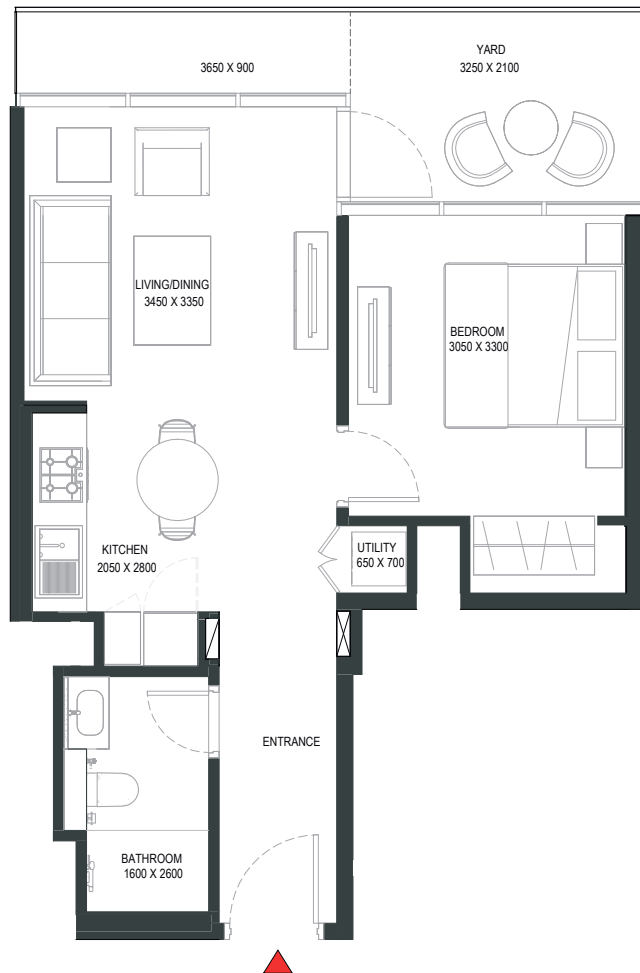 YARD
3250 X 2100
3650 X 900
LIVING/DINING
3450 X 3350
BEDROOM
3050 X 3300
KITCHEN
2050 X 2800
UTILITY
650 X 700
ENTRANCE
BATHROOM
1600 X 2600